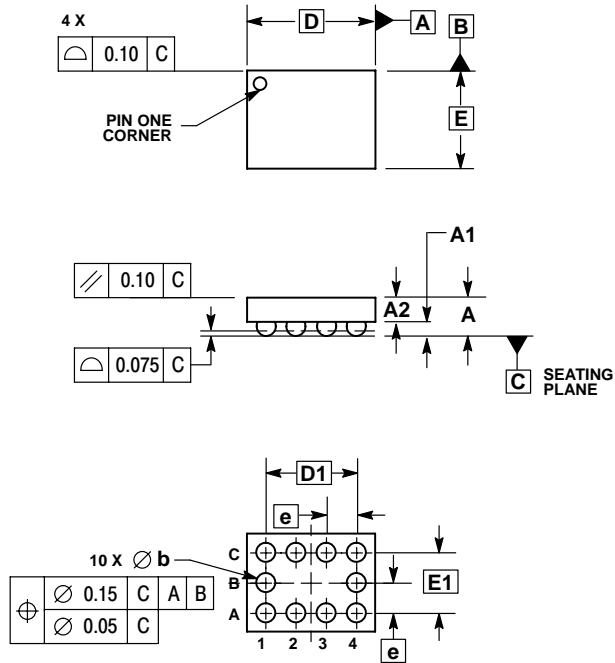 4 X
⌓ 0.10 C
D
A
B
PIN ONE
CORNER
E
A1
// 0.10 C
A2
A
⌓ 0.075 C
C
SEATING
PLANE
D1
e
10 X ∅ b
C
B
A
E1
⌖ ∅ 0.15 C A B
∅ 0.05 C
1 2 3 4
e